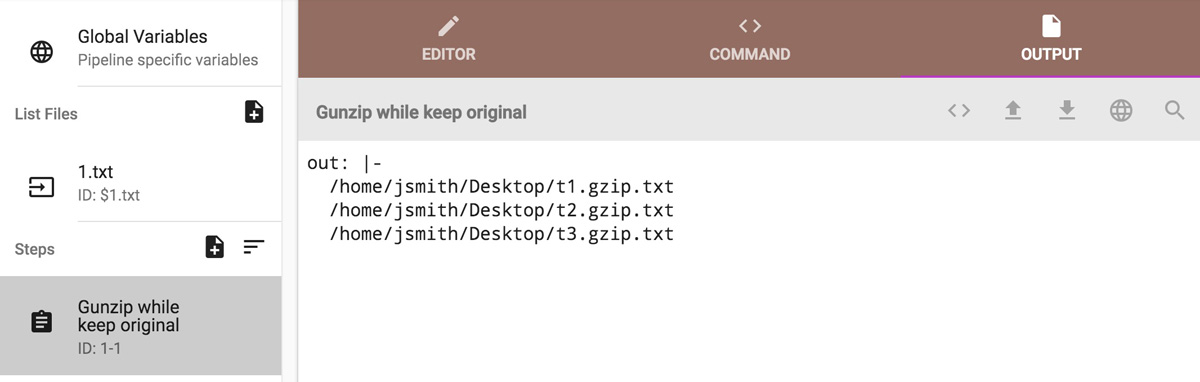 Global Variables
Pipeline specific variables
List Files
1.txt
ID: $1.txt
Steps
Gunzip while
keep original
ID: 1-1
EDITOR
COMMAND
OUTPUT
Gunzip while keep original
out: |-
/home/jsmith/Desktop/t1.gzip.txt
/home/jsmith/Desktop/t2.gzip.txt
/home/jsmith/Desktop/t3.gzip.txt